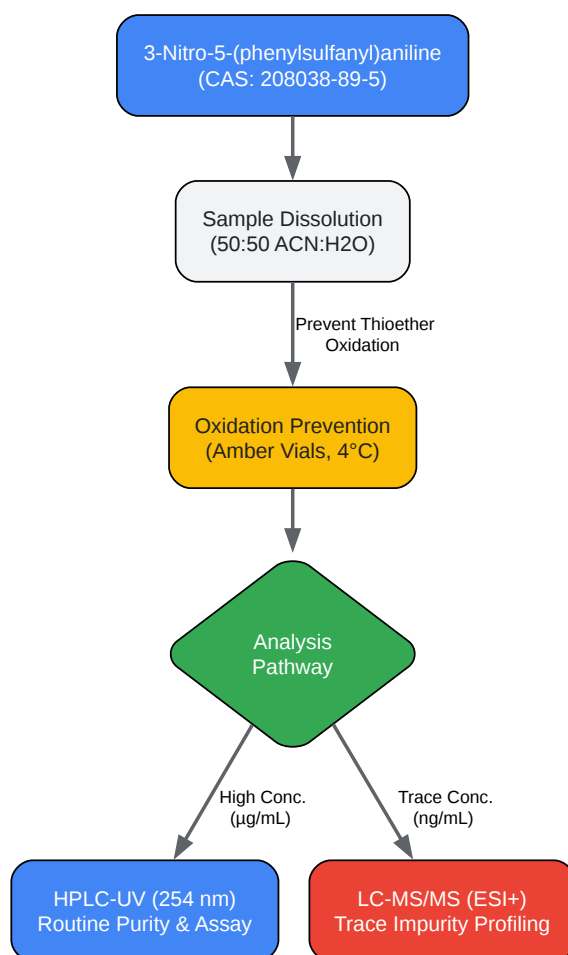 3-Nitro-5-(phenylsulfanyl)aniline
(CAS: 208038-89-5)
Sample Dissolution
(50:50 ACN:H2O)
Prevent Thioether
Oxidation
Oxidation Prevention
(Amber Vials, 4°C)
Analysis
Pathway
High Conc.
(µg/mL)
Trace Conc.
(ng/mL)
HPLC-UV (254 nm)
Routine Purity & Assay
LC-MS/MS (ESI+)
Trace Impurity Profiling